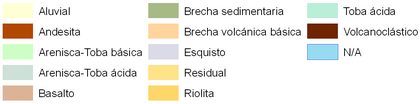 Aluvial
Andesita
Arenisca-Toba básica
Arenisca-Toba ácida
Basalto
Brecha sedimentaria
Brecha volcánica básica
Esquisto
Residual
Riolita
Toba ácida
Volcanoclástico
N/A